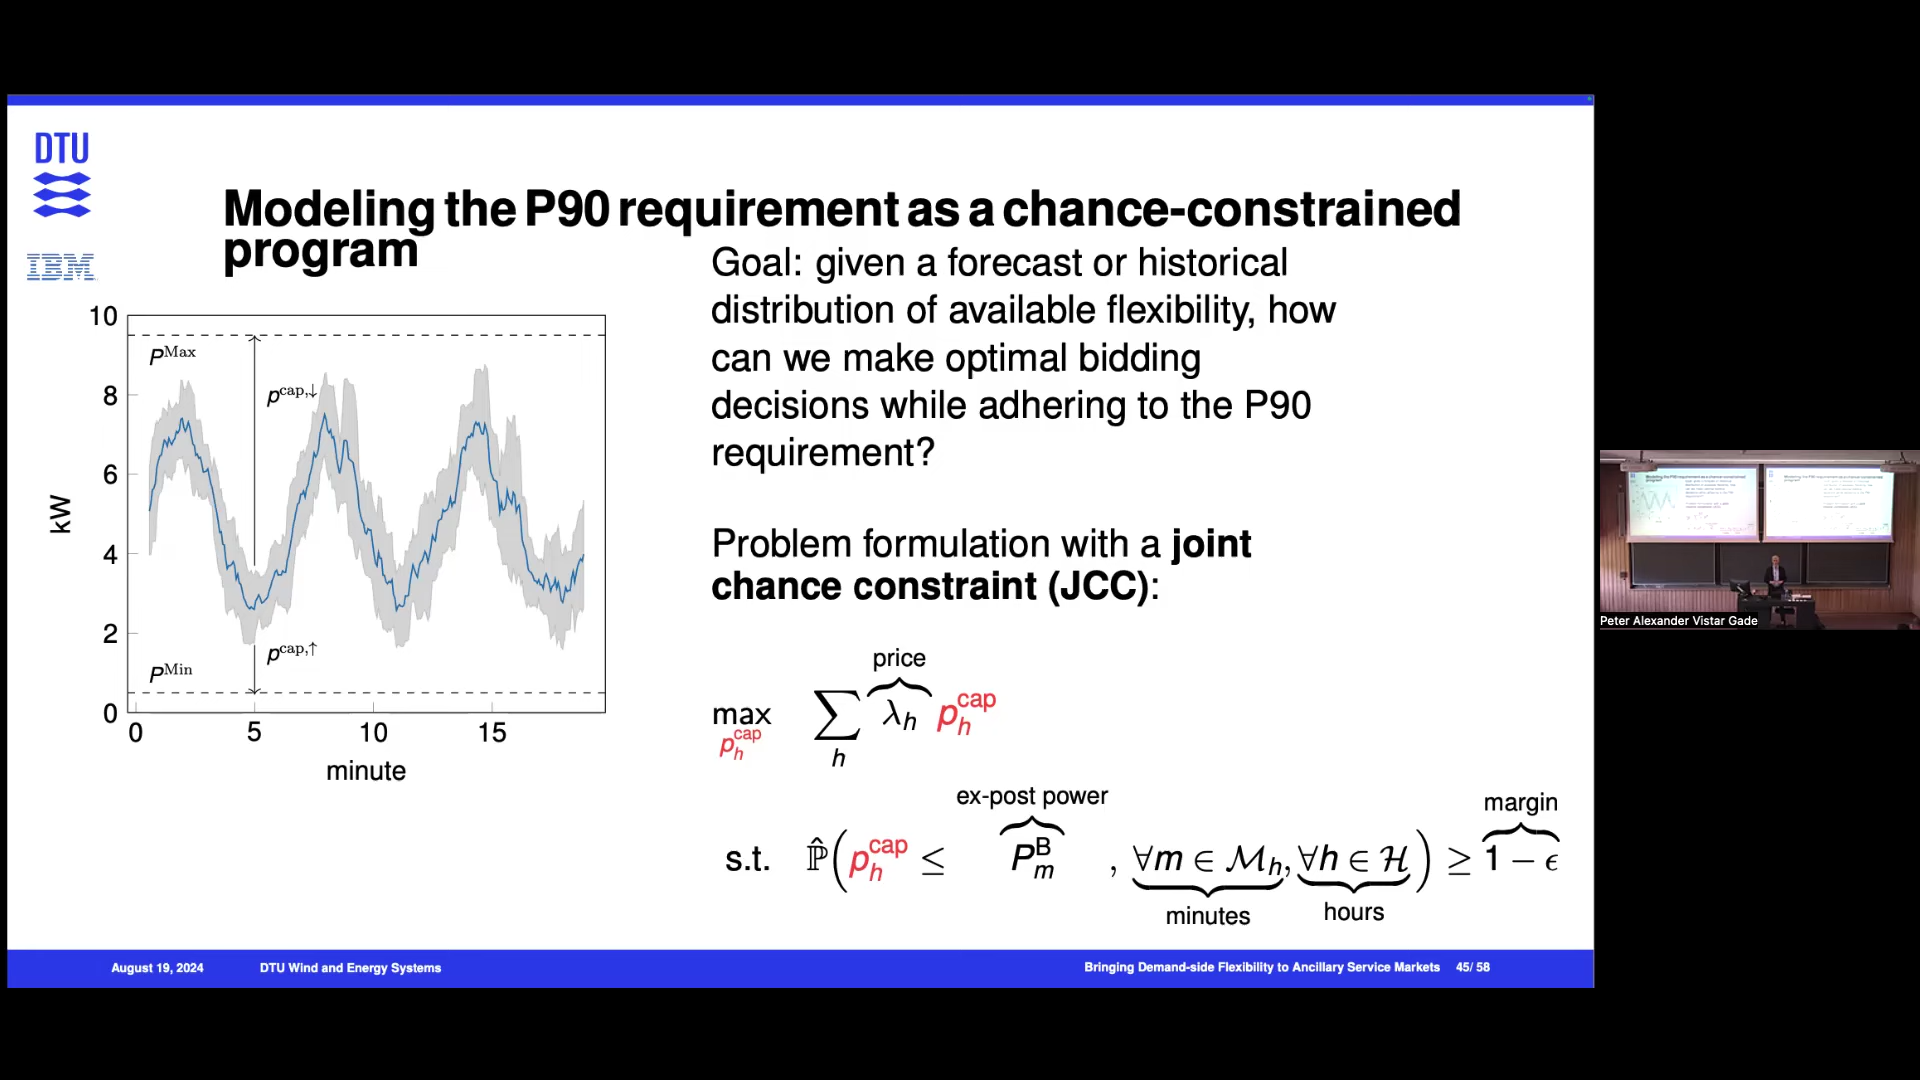 DTU
IBM
Modeling the P90 requirement as a chance-constrained
program
Goal: given a forecast or historical
distribution of available flexibility, how
can we make optimal bidding
decisions while adhering to the P90
requirement?
Problem formulation with a joint
chance constraint (JCC):
10
8
6
4
2
0
kW
P^Max
p^cap,↓
p^cap,↑
P^Min
0 5 10 15
minute
price
max_{p_h^cap} ∑_h λ_h p_h^cap
ex-post power
margin
s.t. ℙ̂(p_h^cap ≤ P_m^B, ∀m ∈ ℳ_h, ∀h ∈ ℋ) ≥ 1 − ϵ
minutes
hours
August 19, 2024 DTU Wind and Energy Systems Bringing Demand-side Flexibility to Ancillary Service Markets 45/ 58
Peter Alexander Vistar Gade